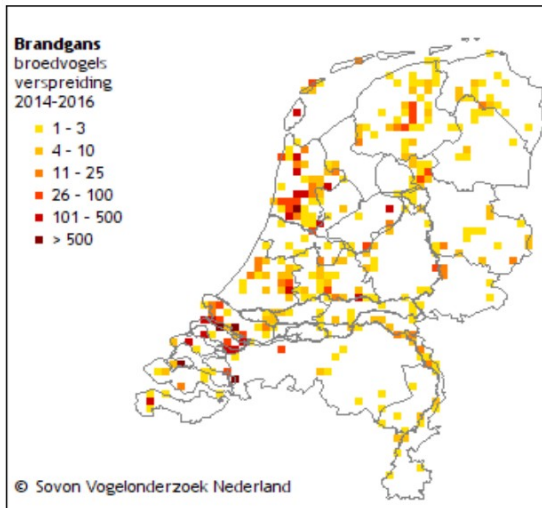 Brandgans
broedvogels
verspreiding
2014-2016
1 - 3
4 - 10
11 - 25
26 - 100
101 - 500
> 500
© Sovon Vogelonderzoek Nederland